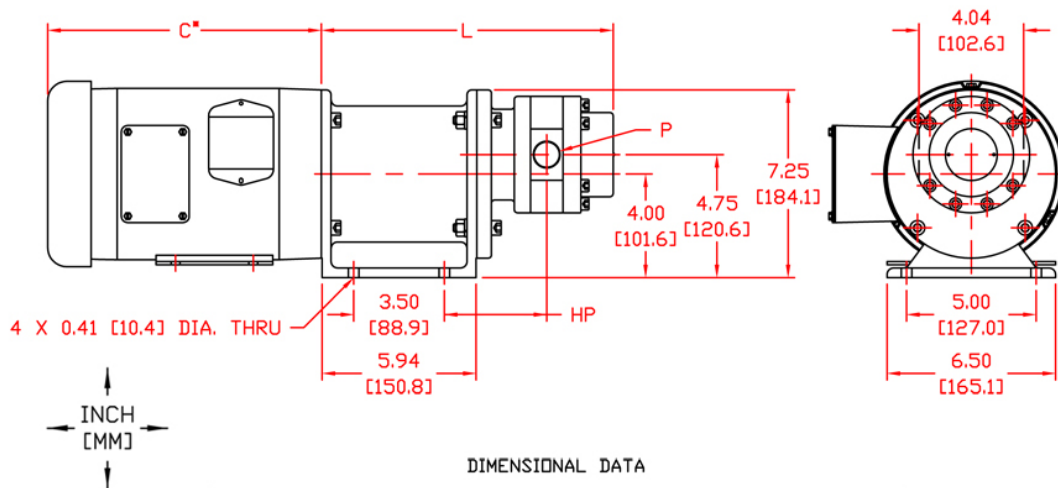 C"
L
4.04
[102.6]
P
7.25
[184.1]
4.75
[120.6]
4.00
[101.6]
3.50
[88.9]
HP
4 X 0.41 [10.4] DIA. THRU
5.94
[150.8]
5.00
[127.0]
6.50
[165.1]
INCH
[MM]
DIMENSIONAL DATA